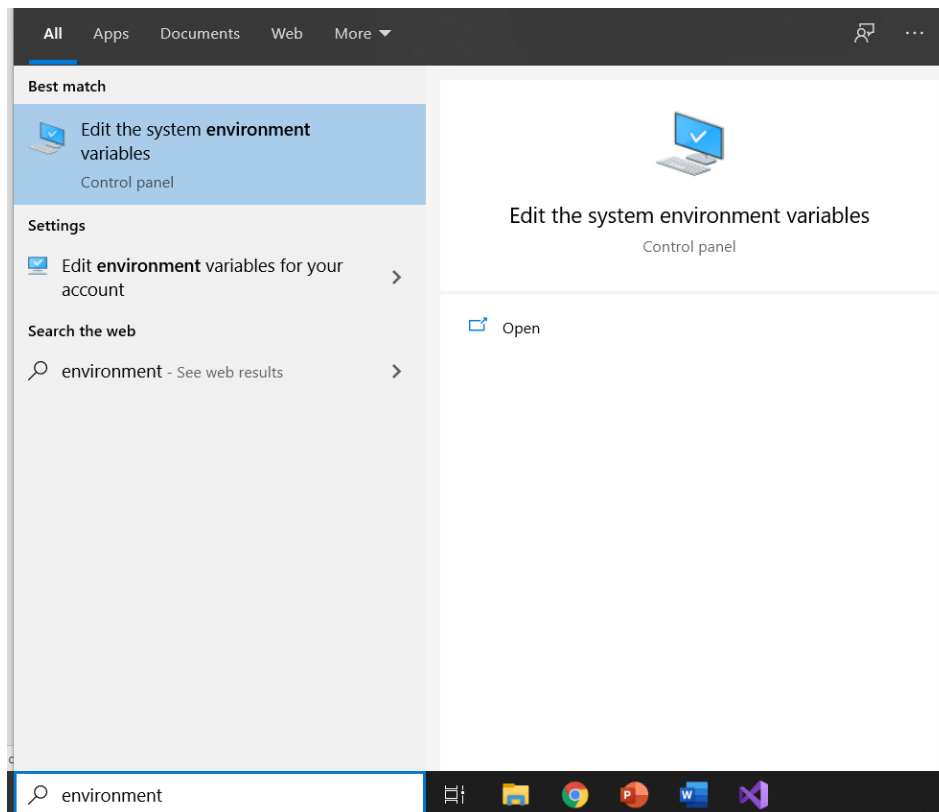 All Apps Documents Web More
Best match
Edit the system environment
variables
Control panel
Settings
Edit environment variables for your
account
Search the web
environment - See web results
Edit the system environment variables
Control panel
Open
environment